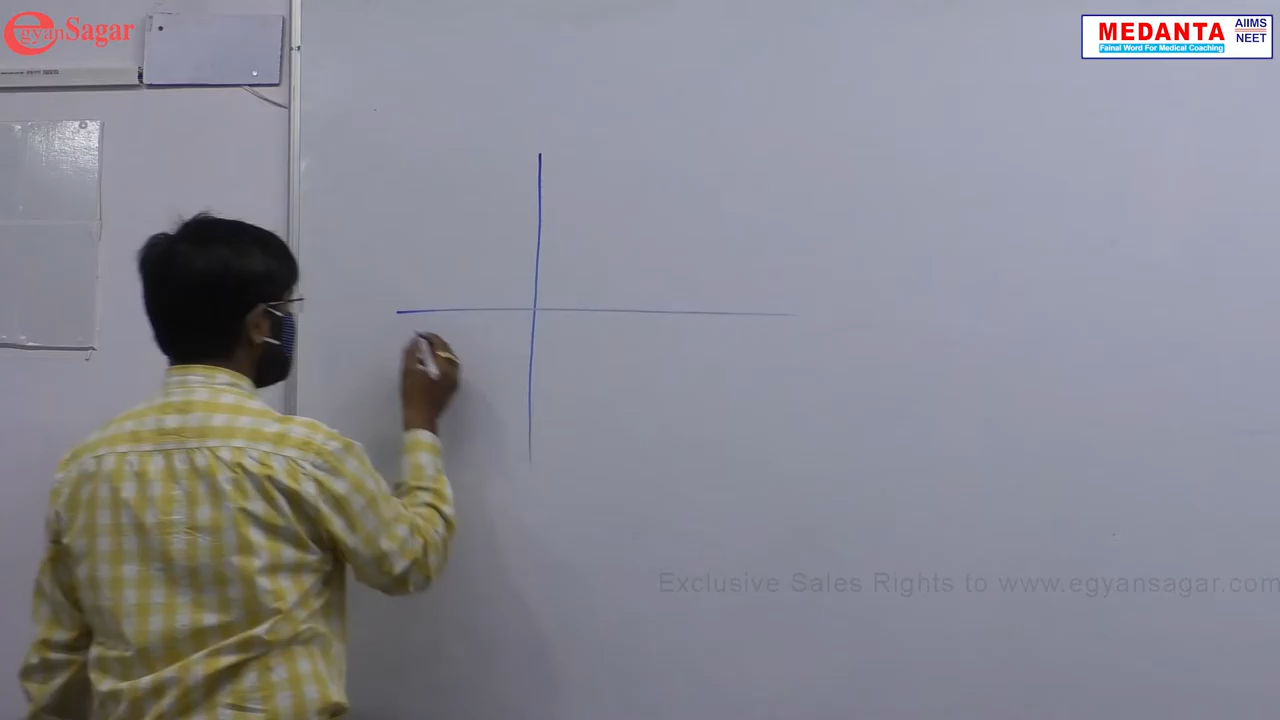 egyanSagar
MEDANTA
Fainal Word For Medical Coaching
AIIMS
NEET
Exclusive Sales Rights to www.egyansagar.com